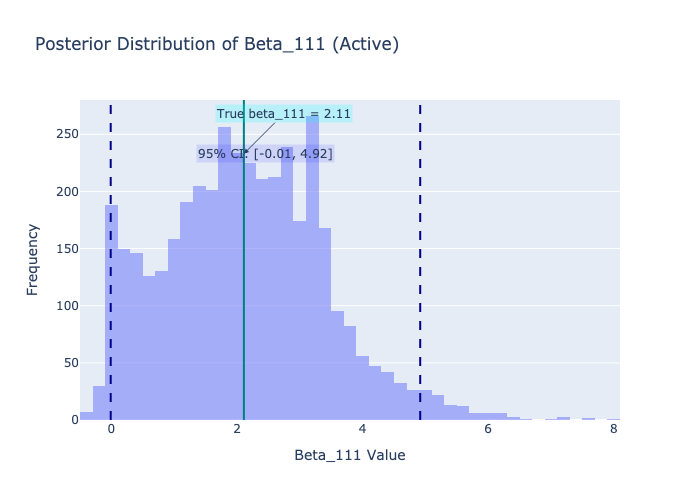 Posterior Distribution of Beta_111 (Active)
True beta_111 = 2.11
95% CI: [-0.01, 4.92]
250
200
150
100
50
0
Frequency
0 2 4 6 8
Beta_111 Value